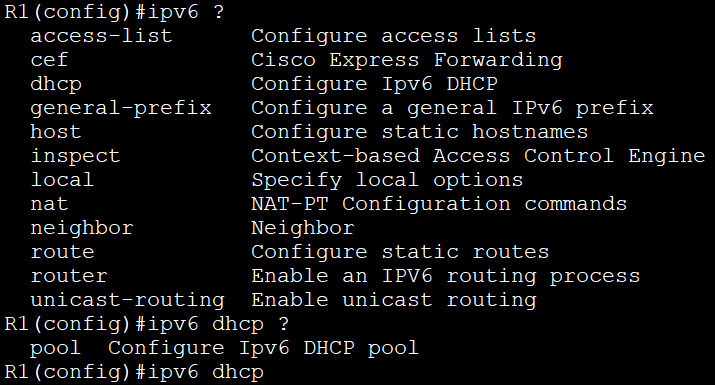 R1(config)#ipv6 ?
  access-list      Configure access lists
  cef              Cisco Express Forwarding
  dhcp             Configure Ipv6 DHCP
  general-prefix   Configure a general IPv6 prefix
  host             Configure static hostnames
  inspect          Context-based Access Control Engine
  local            Specify local options
  nat              NAT-PT Configuration commands
  neighbor         Neighbor
  route            Configure static routes
  router           Enable an IPV6 routing process
  unicast-routing  Enable unicast routing
R1(config)#ipv6 dhcp ?
  pool  Configure Ipv6 DHCP pool
R1(config)#ipv6 dhcp